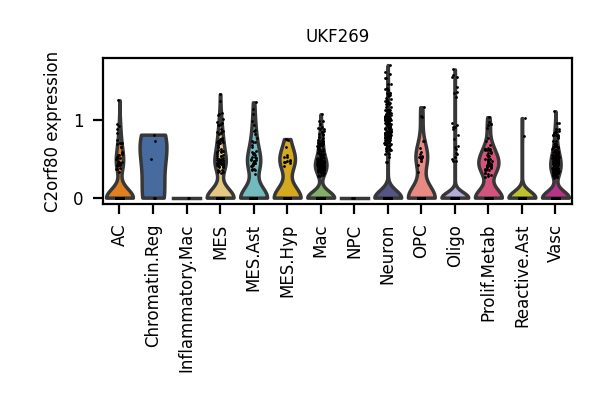 UKF269
C2orf80 expression
1
0
AC
Chromatin.Reg
Inflammatory.Mac
MES
MES.Ast
MES.Hyp
Mac
NPC
Neuron
OPC
Oligo
Prolif.Metab
Reactive.Ast
Vasc